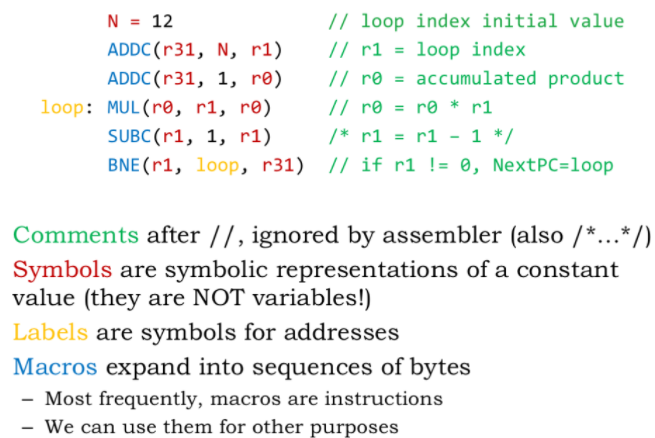 N = 12 // loop index initial value
ADDC(r31, N, r1) // r1 = loop index
ADDC(r31, 1, r0) // r0 = accumulated product
loop: MUL(r0, r1, r0) // r0 = r0 * r1
SUBC(r1, 1, r1) /* r1 = r1 – 1 */
BNE(r1, loop, r31) // if r1 != 0, NextPC=loop
Comments after //, ignored by assembler (also /*...*/)
Symbols are symbolic representations of a constant
value (they are NOT variables!)
Labels are symbols for addresses
Macros expand into sequences of bytes
– Most frequently, macros are instructions
– We can use them for other purposes